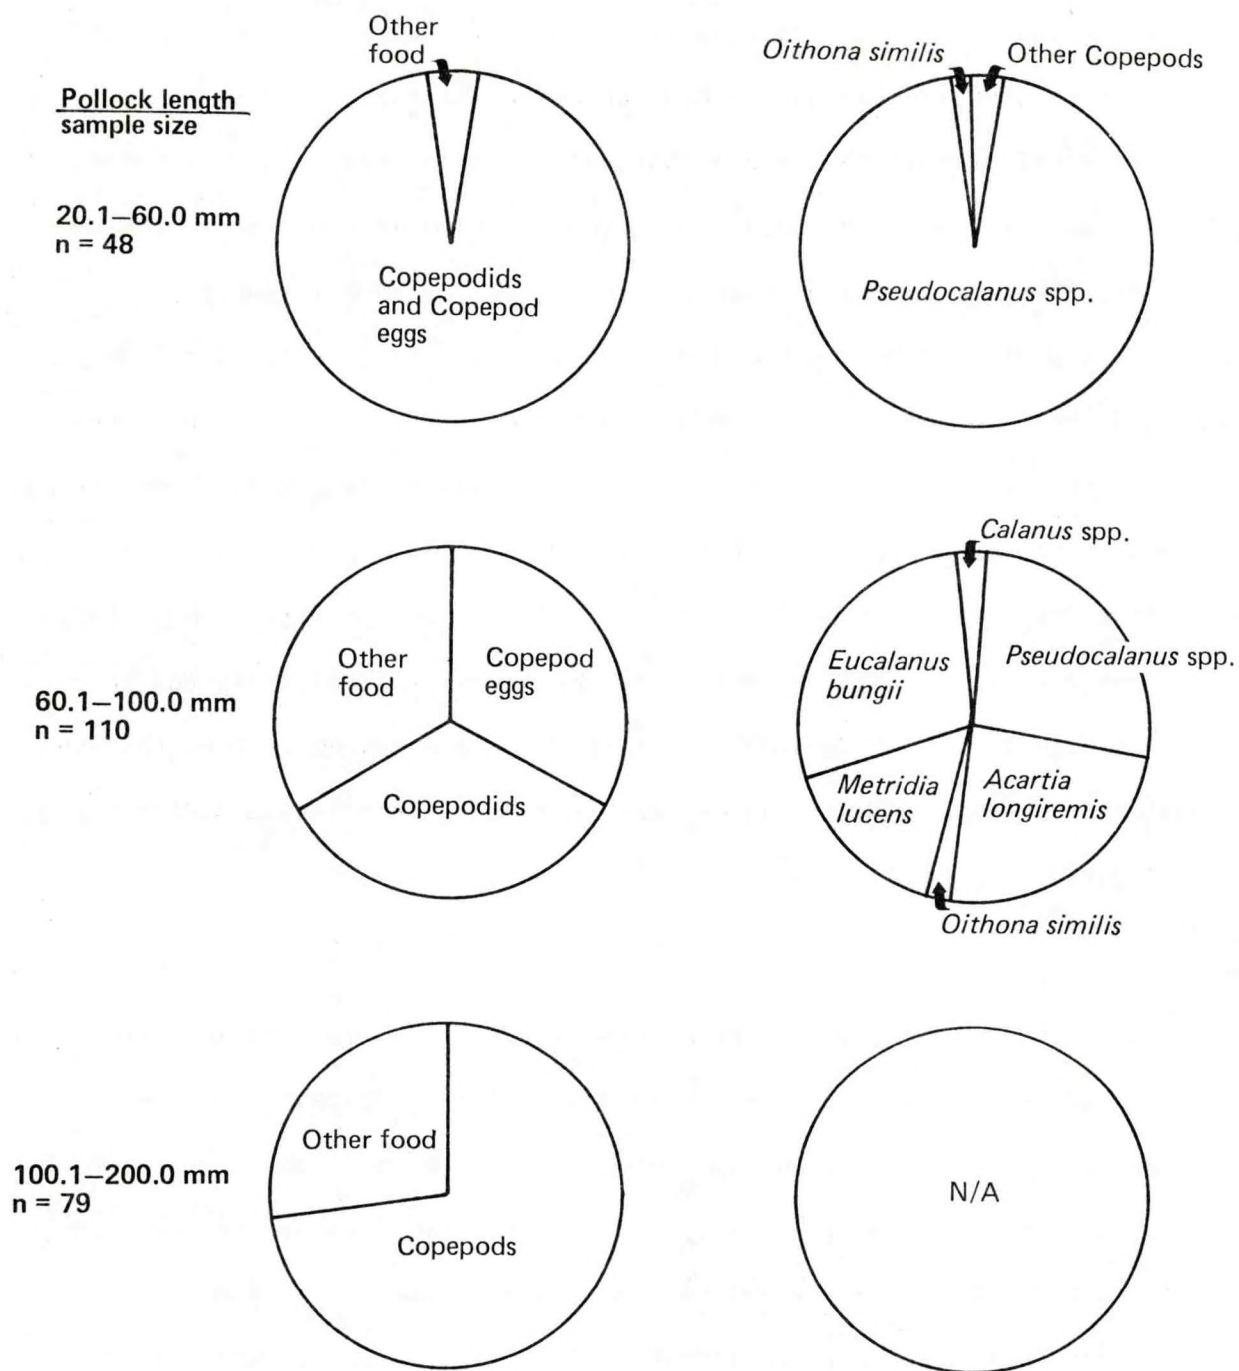 Pollock length
sample size
20.1–60.0 mm
n = 48
Other
food
Copepodids
and Copepod
eggs
Oithona similis
Other Copepods
Pseudocalanus spp.
60.1–100.0 mm
n = 110
Other
food
Copepod
eggs
Copepodids
Calanus spp.
Eucalanus
bungii
Pseudocalanus spp.
Metridia
lucens
Acartia
longiremis
Oithona similis
100.1–200.0 mm
n = 79
Other food
Copepods
N/A